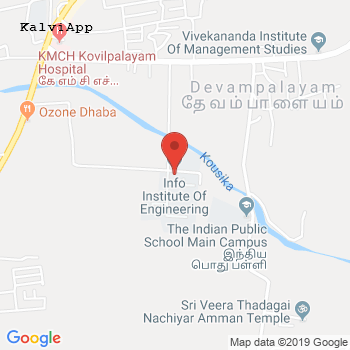 KalviApp
Vivekananda Institute
Of Management Studies
KMCH Kovilpalayam
Hospital
கே எம் சி எச்...
Devampalayam
தேவம்பாளையம்
Ozone Dhaba
Kousika
Info
Institute Of
Engineering
The Indian Public
School Main Campus
இந்திய
பொது பள்ளி
Sri Veera Thadagai
Nachiyar Amman Temple
Google
Map data ©2019 Google